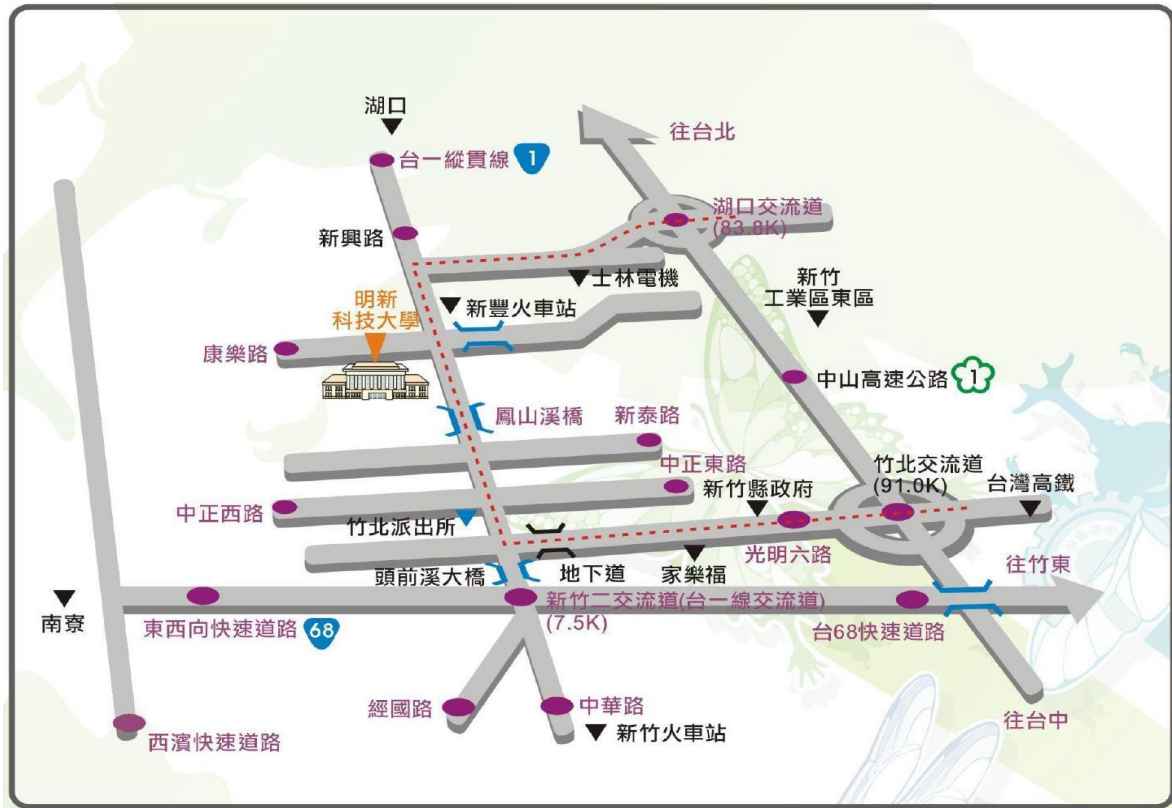 湖口
往台北
台一縱貫線 1
湖口交流道
(83.8K)
新興路
士林電機
新竹
工業區東區
明新
科技大學
新豐火車站
康樂路
中山高速公路 1
鳳山溪橋
新泰路
中正東路
竹北交流道
(91.0K)
新竹縣政府
台灣高鐵
中正西路
竹北派出所
光明六路
頭前溪大橋
地下道
家樂福
往竹東
南寮
新竹二交流道(台一線交流道)
(7.5K)
東西向快速道路 68
台68快速道路
經國路
中華路
往台中
新竹火車站
西濱快速道路